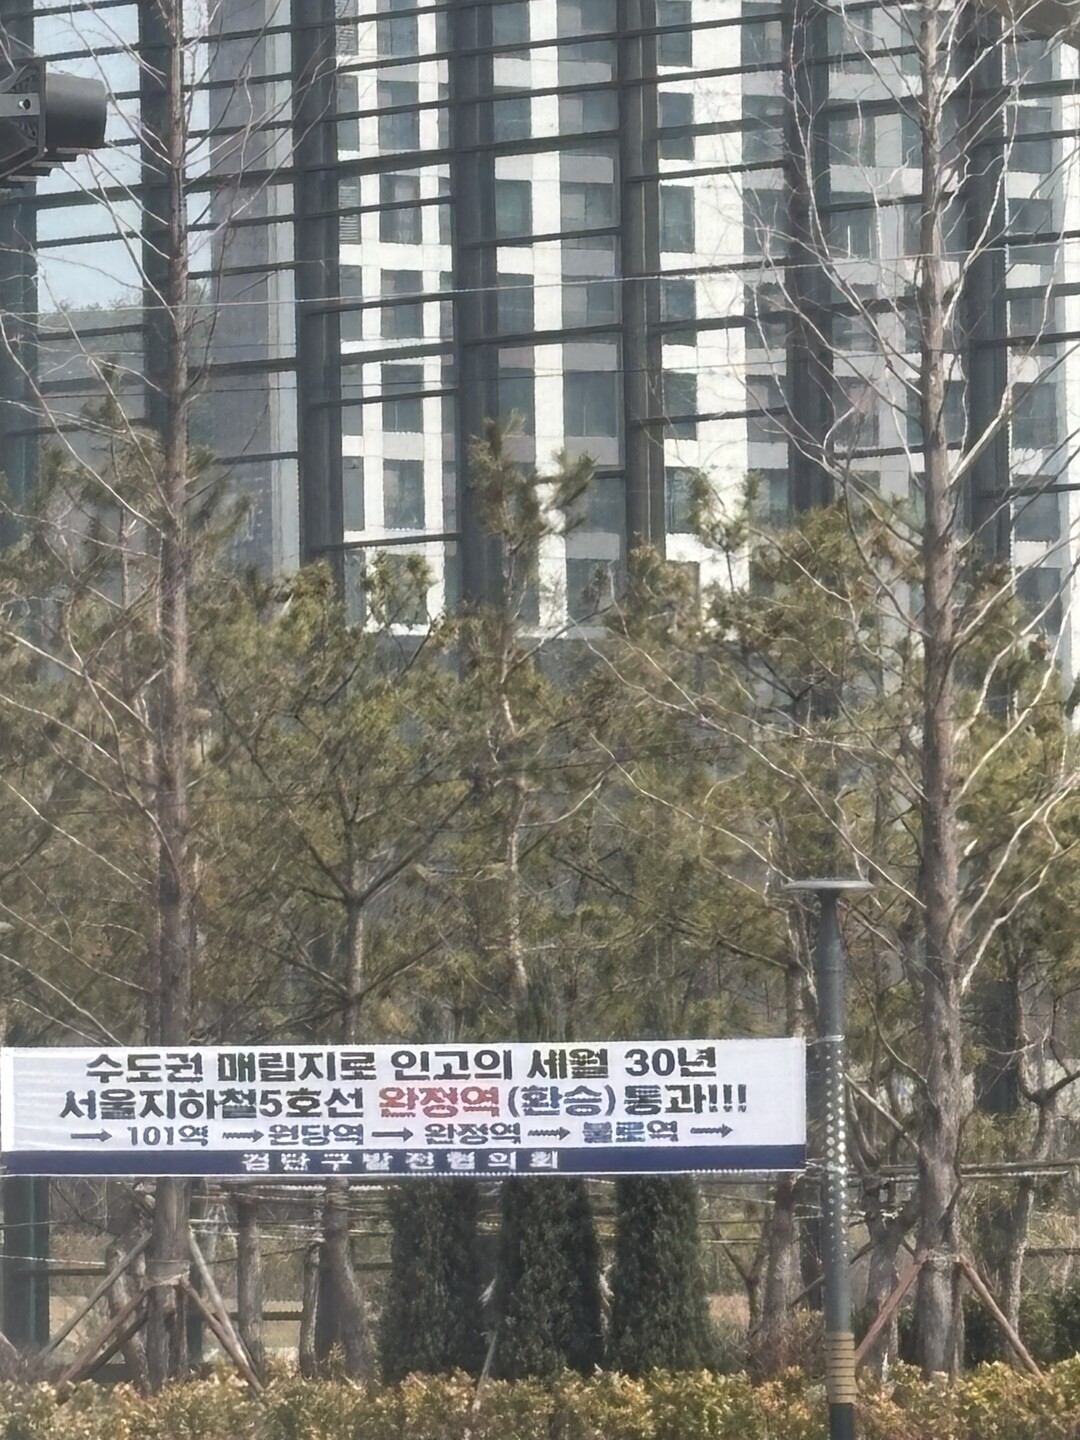 수도권 매립지로 인고의 세월 30년
서울지하철5호선 완정역(환승)통과!!!
→ 101역 → 원당역 → 완정역 → 불로역 →
검단구발전협의회